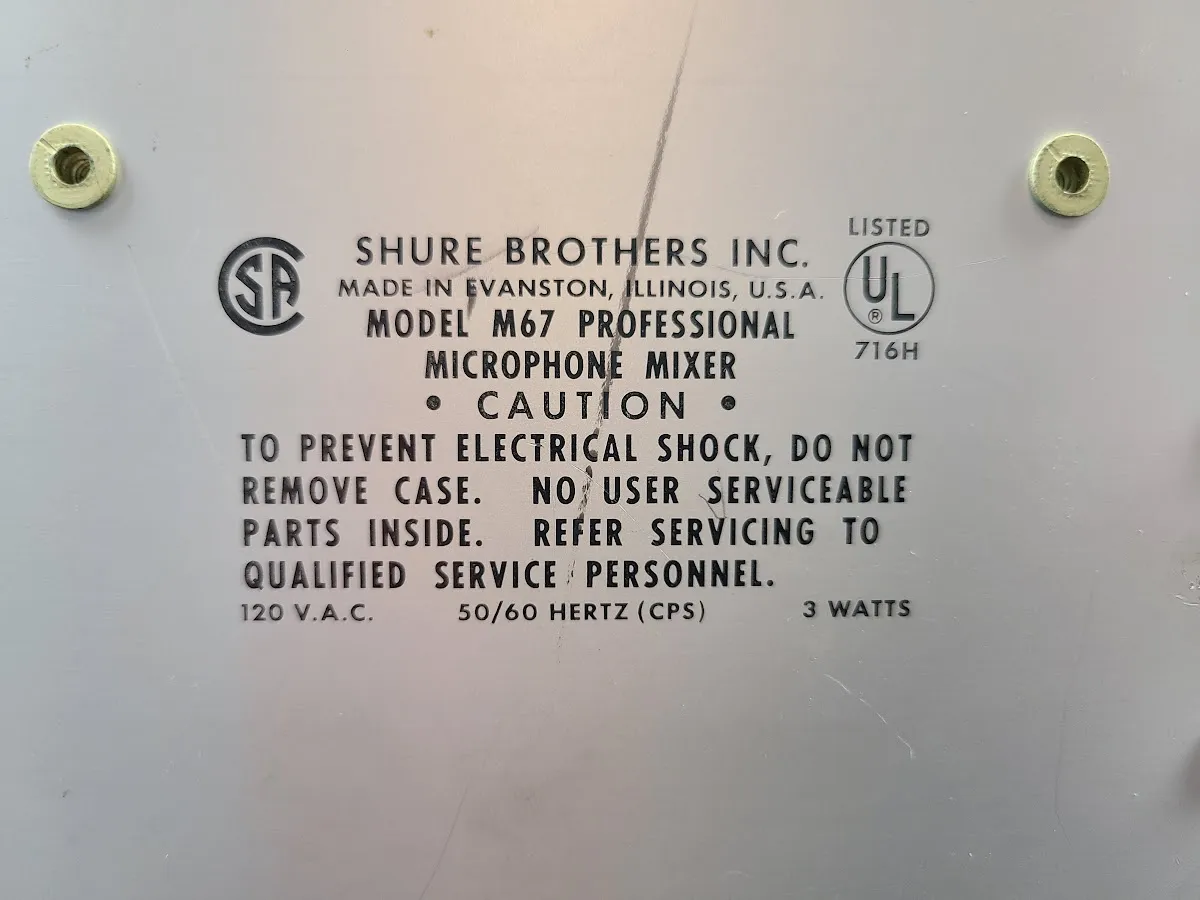 LISTED
CSA SHURE BROTHERS INC. UL
MADE IN EVANSTON, ILLINOIS, U.S.A. ®
MODEL M67 PROFESSIONAL
716H
MICROPHONE MIXER
• CAUTION •
TO PREVENT ELECTRICAL SHOCK, DO NOT
REMOVE CASE. NO USER SERVICEABLE
PARTS INSIDE. REFER SERVICING TO
QUALIFIED SERVICE PERSONNEL.
120 V.A.C. 50/60 HERTZ (CPS) 3 WATTS